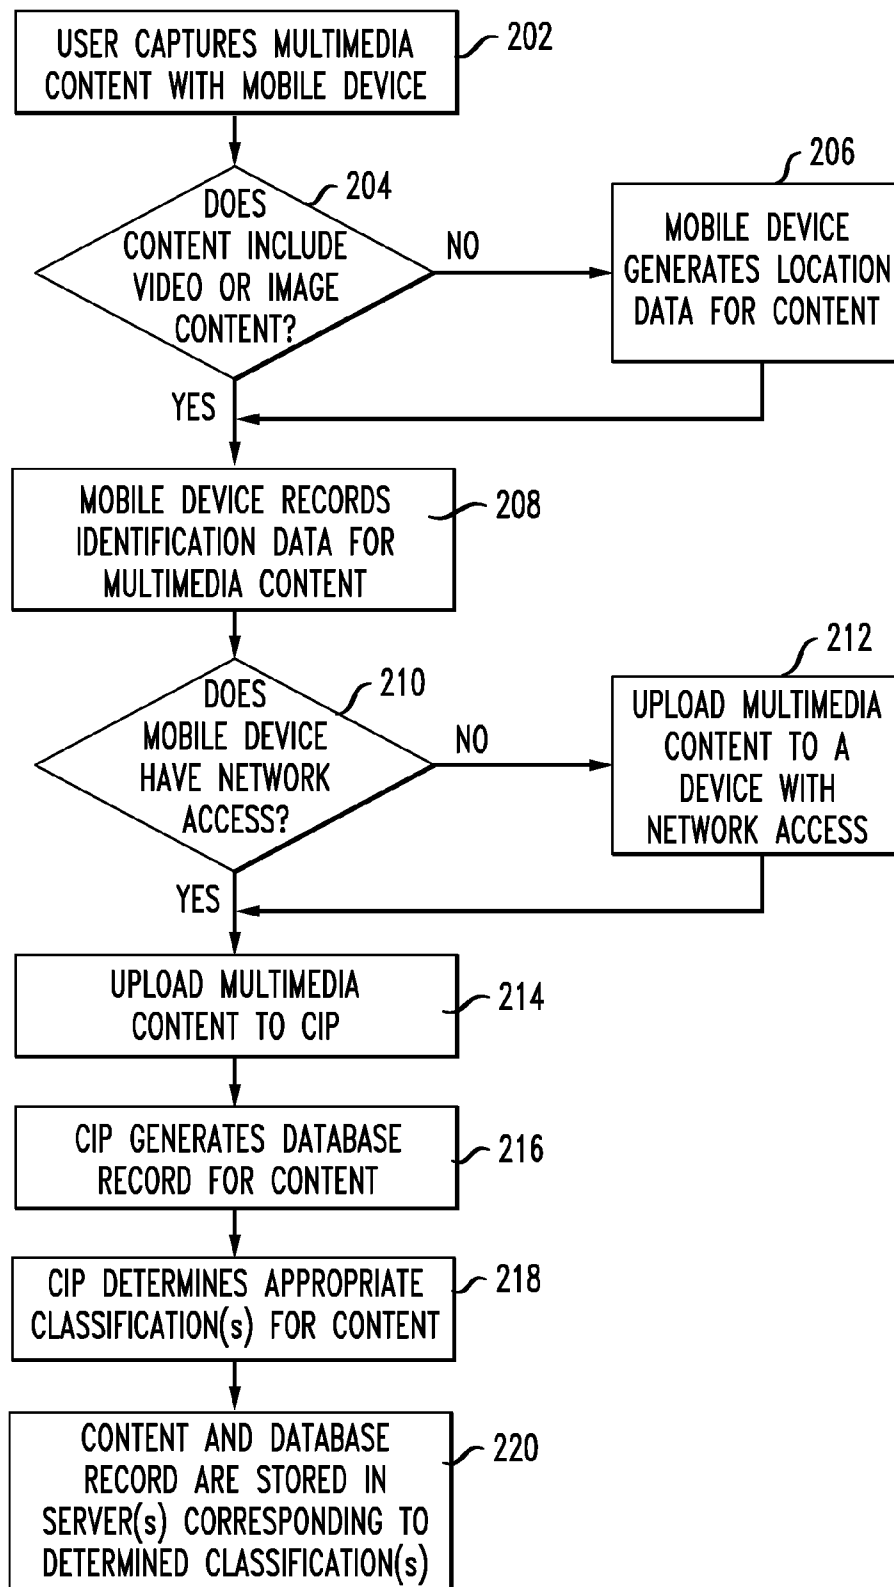 USER CAPTURES MULTIMEDIA
CONTENT WITH MOBILE DEVICE
202
DOES
CONTENT INCLUDE
VIDEO OR IMAGE
CONTENT?
204
NO
206
MOBILE DEVICE
GENERATES LOCATION
DATA FOR CONTENT
YES
MOBILE DEVICE RECORDS
IDENTIFICATION DATA FOR
MULTIMEDIA CONTENT
208
DOES
MOBILE DEVICE
HAVE NETWORK
ACCESS?
210
NO
212
UPLOAD MULTIMEDIA
CONTENT TO A
DEVICE WITH
NETWORK ACCESS
YES
UPLOAD MULTIMEDIA
CONTENT TO CIP
214
CIP GENERATES DATABASE
RECORD FOR CONTENT
216
CIP DETERMINES APPROPRIATE
CLASSIFICATION(s) FOR CONTENT
218
CONTENT AND DATABASE
RECORD ARE STORED IN
SERVER(s) CORRESPONDING TO
DETERMINED CLASSIFICATION(s)
220